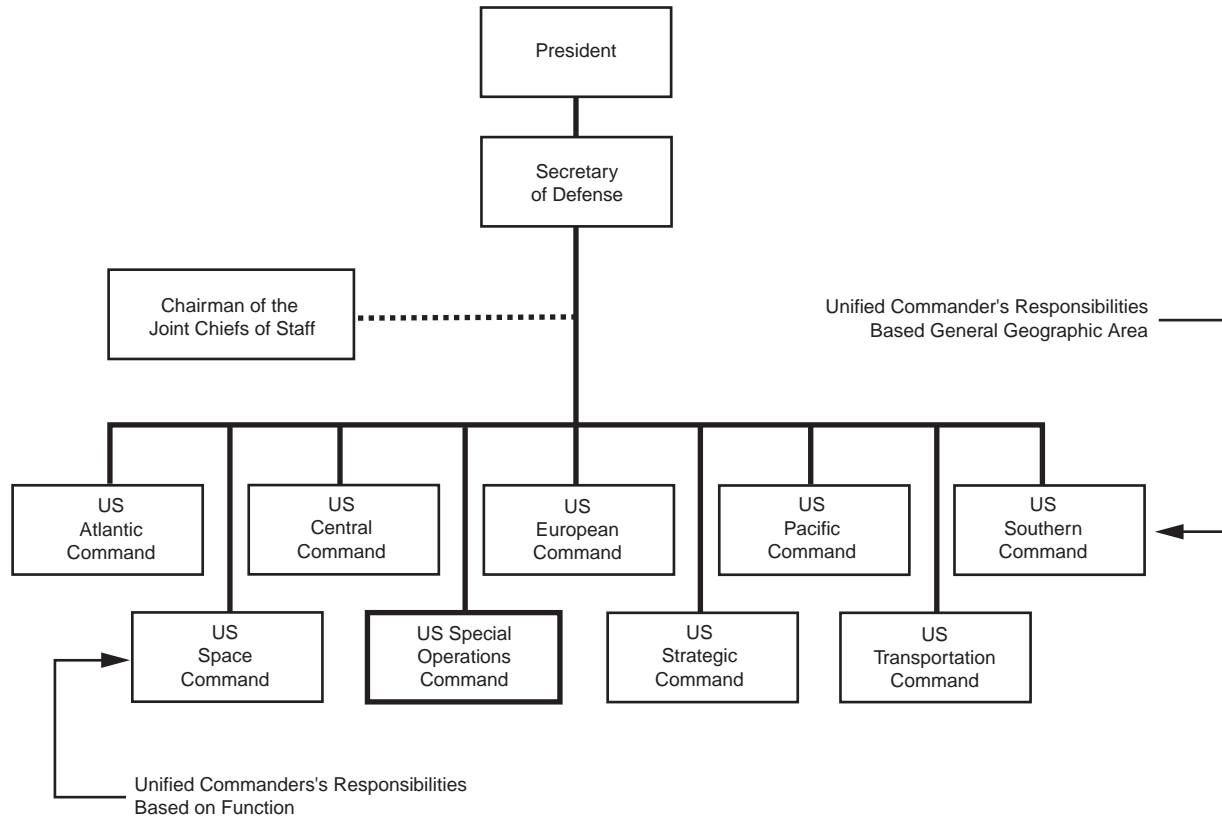 President
Secretary
of Defense
Chairman of the
Joint Chiefs of Staff
Unified Commander's Responsibilities
Based General Geographic Area
US
Atlantic
Command
US
Central
Command
US
European
Command
US
Pacific
Command
US
Southern
Command
US
Space
Command
US Special
Operations
Command
US
Strategic
Command
US
Transportation
Command
Unified Commanders's Responsibilities
Based on Function